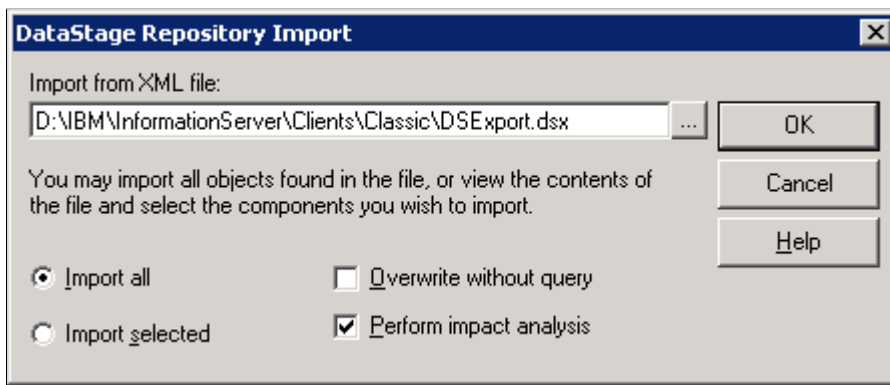 DataStage Repository Import
Import from XML file:
D:\IBM\InformationServer\Clients\Classic\DSExport.dsx
...
OK
You may import all objects found in the file, or view the contents of
the file and select the components you wish to import.
Cancel
Help
Import all
Overwrite without query
Import selected
Perform impact analysis